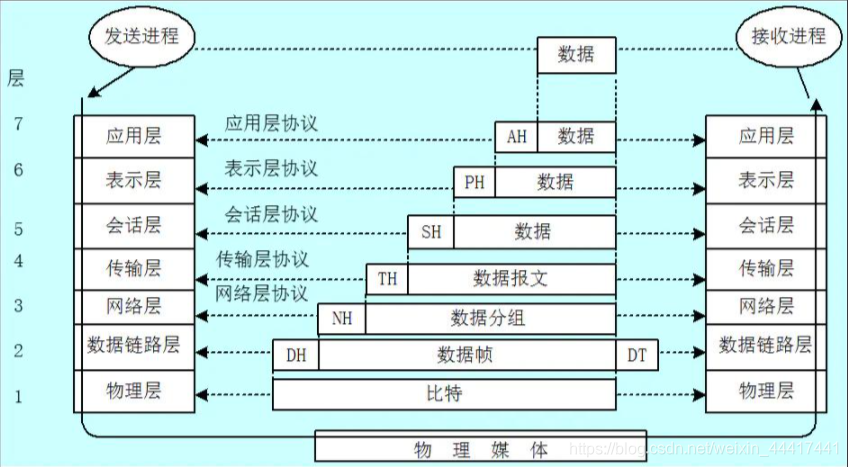 发送进程
数据
接收进程
层
7
应用层
应用层协议
AH
数据
应用层
6
表示层
表示层协议
PH
数据
表示层
5
会话层
会话层协议
SH
数据
会话层
4
传输层
传输层协议
TH
数据报文
传输层
3
网络层
网络层协议
NH
数据分组
网络层
2
数据链路层
DH
数据帧
DT
数据链路层
1
物理层
比特
物理层
物 理 媒 体
https://blog.csdn.net/weixin_44417441